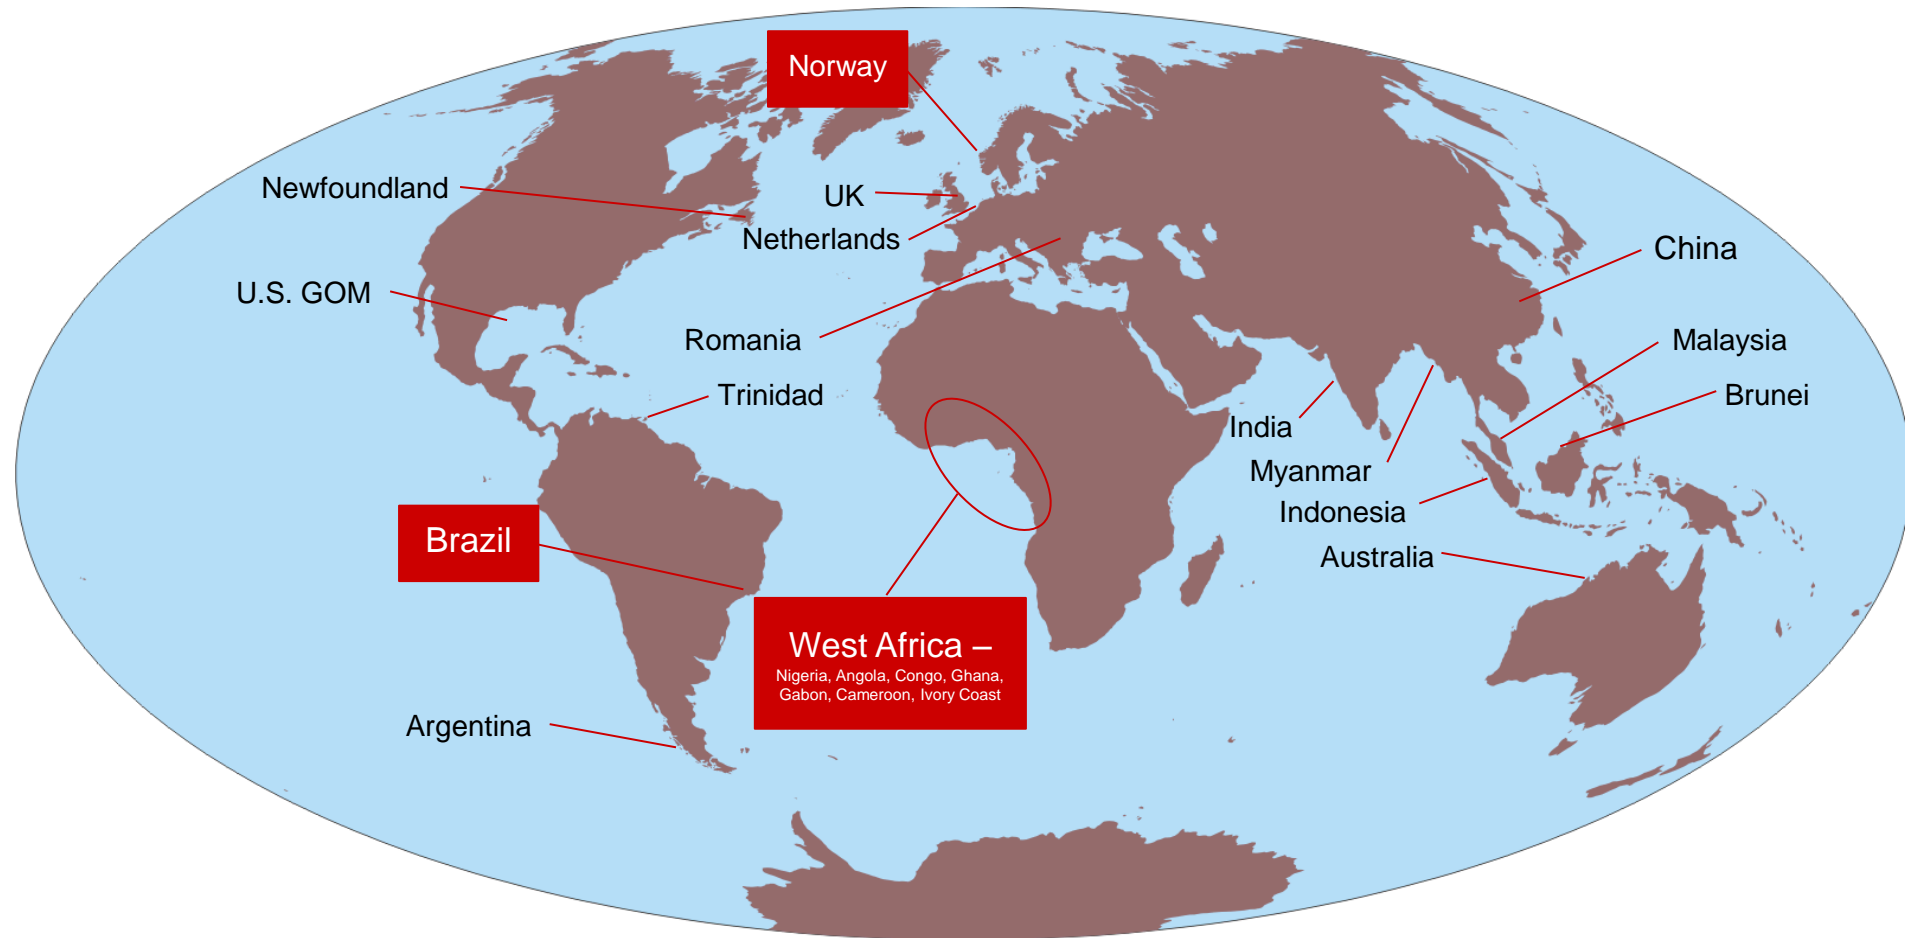 Norway
Newfoundland
UK
Netherlands
China
U.S. GOM
Romania
Malaysia
Trinidad
Brunei
India
Myanmar
Indonesia
Brazil
Australia
West Africa –
Nigeria, Angola, Congo, Ghana,
Gabon, Cameroon, Ivory Coast
Argentina